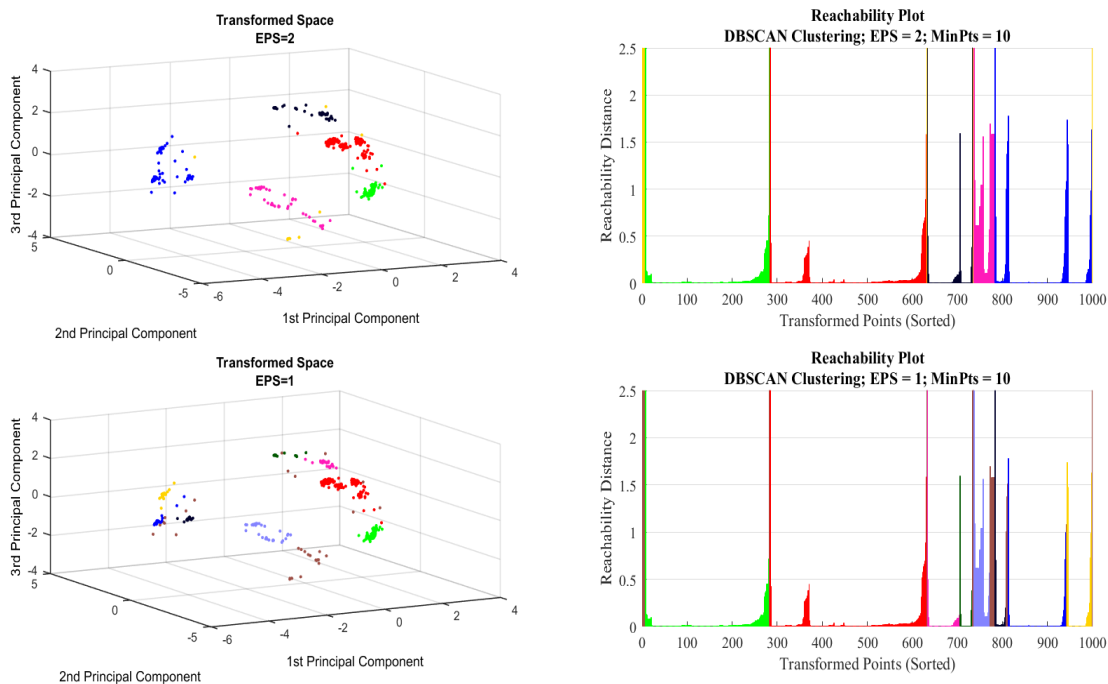 Transformed Space
EPS=2
4
2
0
-2
-4
3rd Principal Component
5
0
-5
2nd Principal Component
-6
-4
-2
0
2
4
1st Principal Component
Reachability Plot
DBSCAN Clustering; EPS = 2; MinPts = 10
2.5
2
1.5
1
0.5
0
Reachability Distance
0 100 200 300 400 500 600 700 800 900 1000
Transformed Points (Sorted)
Transformed Space
EPS=1
4
2
0
-2
-4
3rd Principal Component
5
0
-5
2nd Principal Component
-6
-4
-2
0
2
4
1st Principal Component
Reachability Plot
DBSCAN Clustering; EPS = 1; MinPts = 10
2.5
2
1.5
1
0.5
0
Reachability Distance
0 100 200 300 400 500 600 700 800 900 1000
Transformed Points (Sorted)